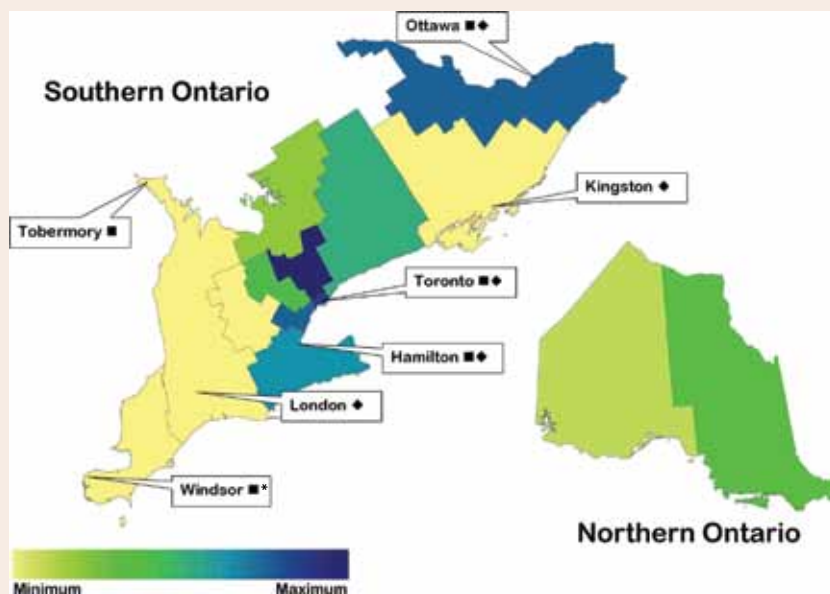 Ottawa ■◆
Southern Ontario
Kingston ◆
Tobermory ■
Toronto ■◆
Hamilton ■◆
London ◆
Windsor ■*
Northern Ontario
Minimum Maximum